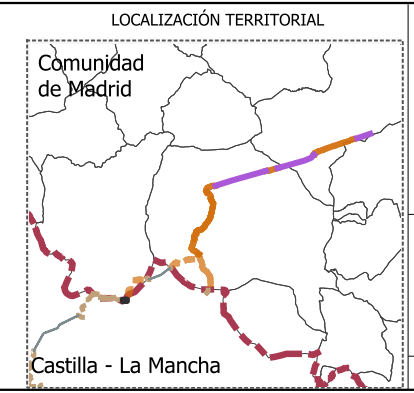 LOCALIZACIÓN TERRITORIAL
Comunidad
de Madrid
Castilla - La Mancha